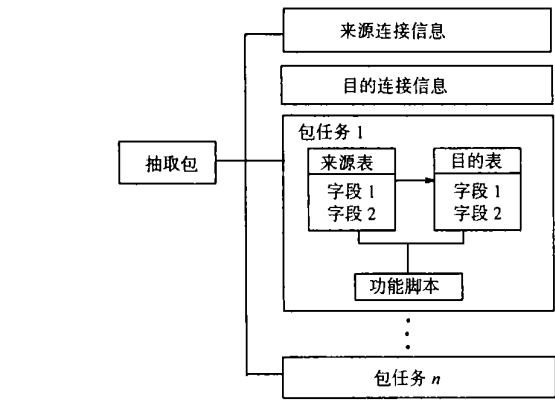 来源连接信息
目的连接信息
包任务 1
抽取包
来源表
目的表
字段 1
字段 2
字段 1
字段 2
功能脚本
包任务 n